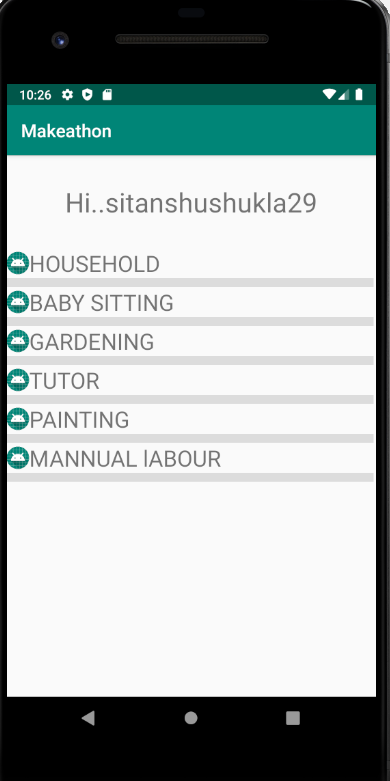 10:26
Makeathon
Hi..sitanshushukla29
HOUSEHOLD
BABY SITTING
GARDENING
TUTOR
PAINTING
MANNUAL lABOUR